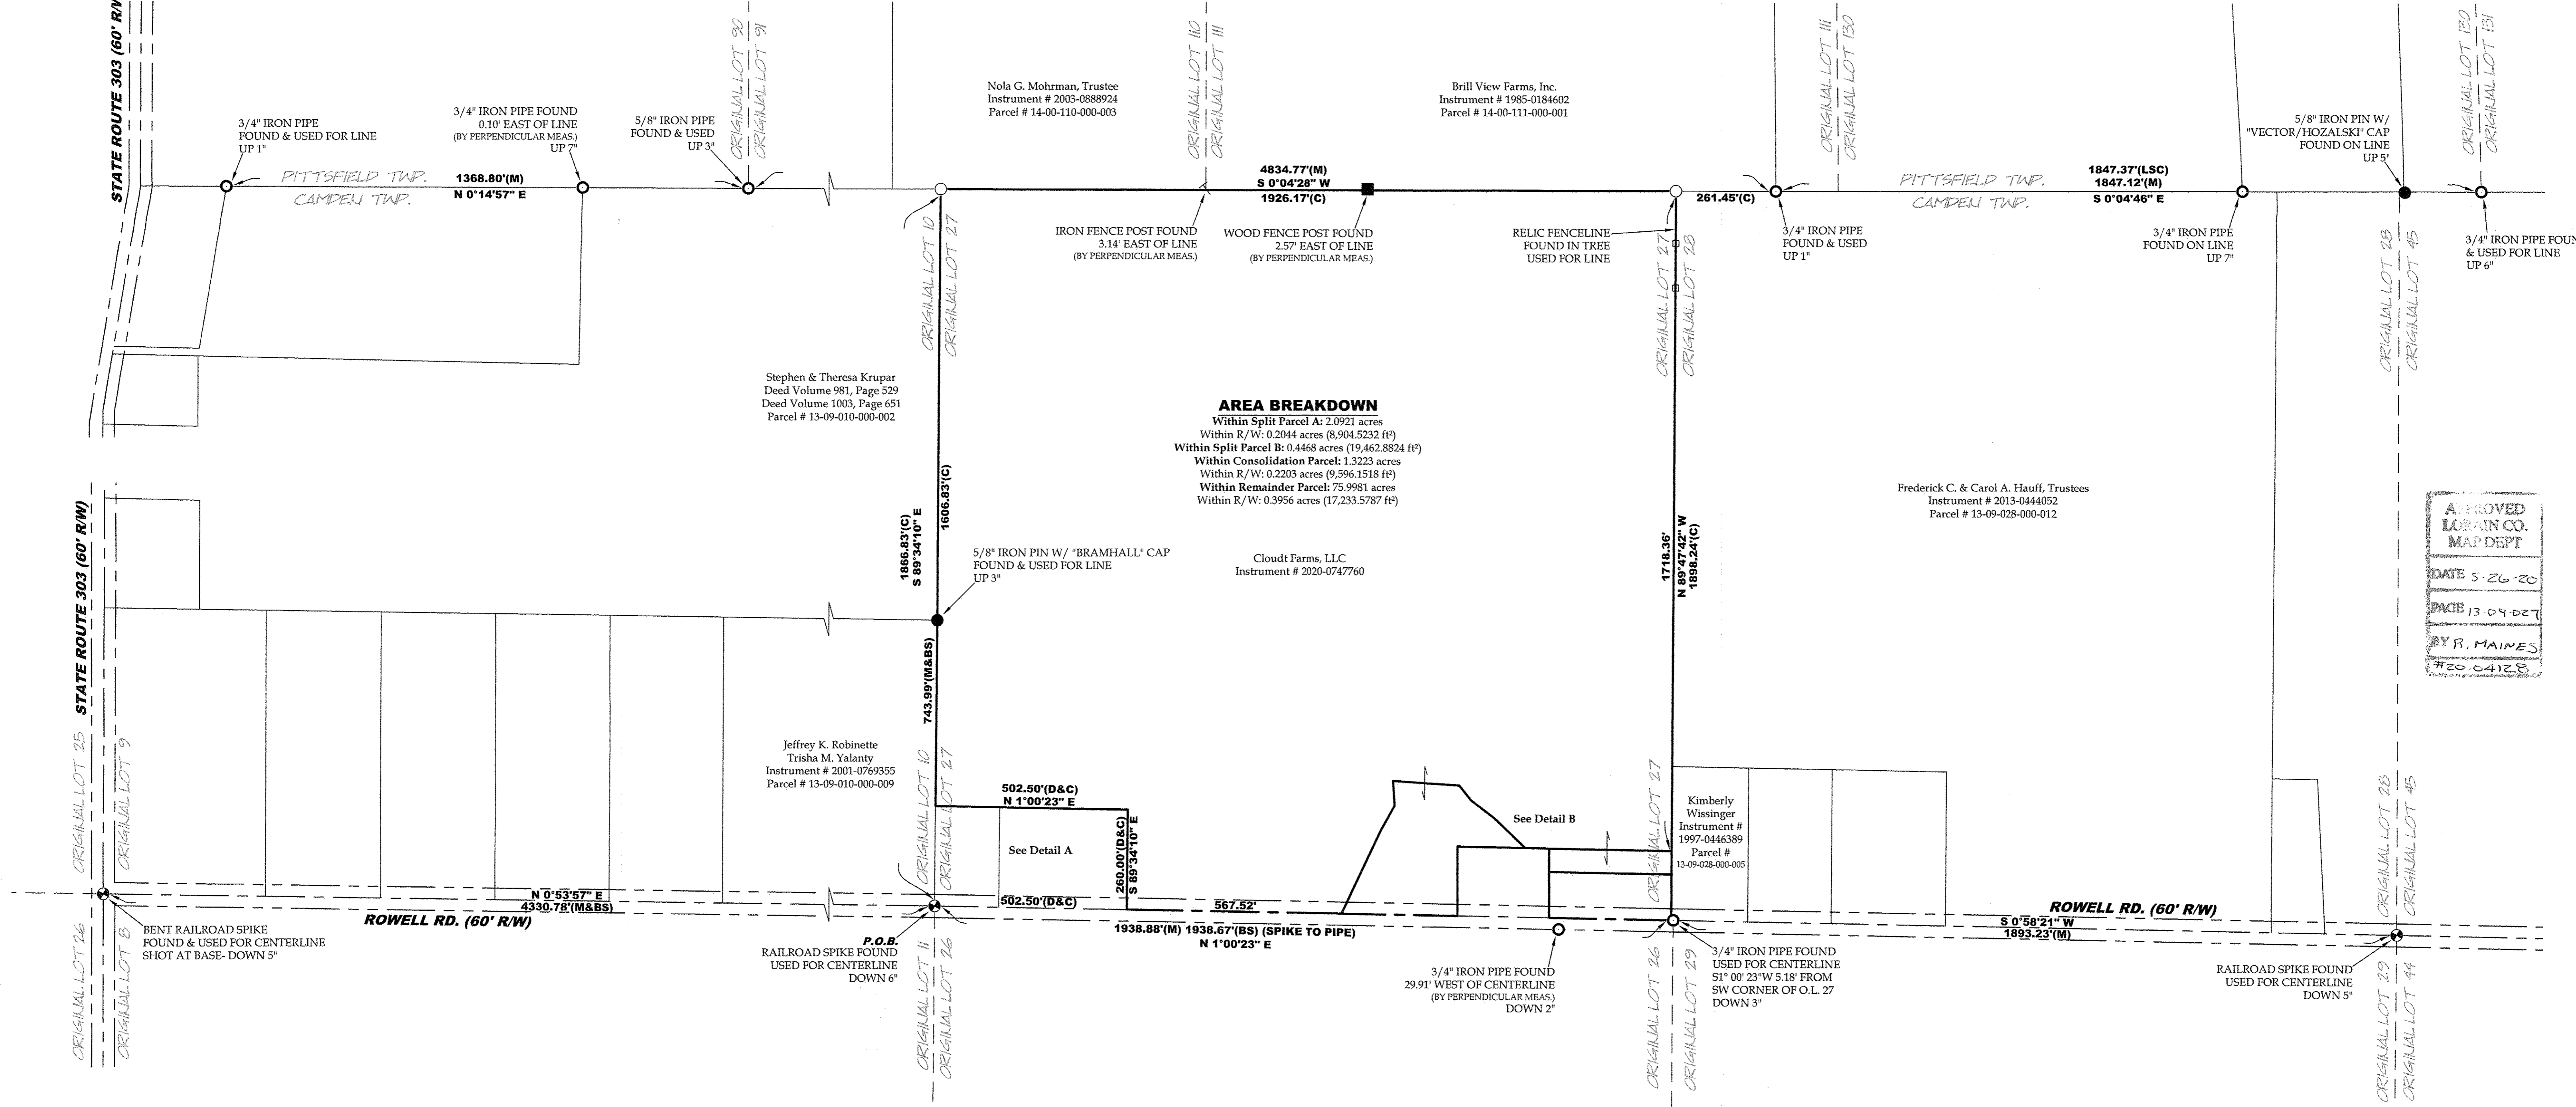 STATE ROUTE 303 (60' R/W)
ORIGINAL LOT 90
ORIGINAL LOT 91
ORIGINAL LOT 110
ORIGINAL LOT 111
ORIGINAL LOT 111
ORIGINAL LOT 130
ORIGINAL LOT 130
ORIGINAL LOT 131
Nola G. Mohrman, Trustee
Instrument # 2003-0888924
Parcel # 14-00-110-000-003
Brill View Farms, Inc.
Instrument # 1985-0184602
Parcel # 14-00-111-000-001
3/4" IRON PIPE
FOUND & USED FOR LINE
UP 1"
3/4" IRON PIPE FOUND
0.10' EAST OF LINE
(BY PERPENDICULAR MEAS.)
UP 7"
5/8" IRON PIPE
FOUND & USED
UP 3"
5/8" IRON PIN W/
"VECTOR/HOZALSKI" CAP
FOUND ON LINE
UP 5"
PITTSFIELD TWP.
CAMDEN TWP.
1368.80'(M)
N 0°14'57" E
4834.77'(M)
S 0°04'28" W
1926.17'(C)
261.45'(C)
PITTSFIELD TWP.
CAMDEN TWP.
1847.37'(LSC)
1847.12'(M)
S 0°04'46" E
IRON FENCE POST FOUND
3.14' EAST OF LINE
(BY PERPENDICULAR MEAS.)
WOOD FENCE POST FOUND
2.57' EAST OF LINE
(BY PERPENDICULAR MEAS.)
RELIC FENCELINE
FOUND IN TREE
USED FOR LINE
3/4" IRON PIPE
FOUND & USED
UP 1"
3/4" IRON PIPE
FOUND ON LINE
UP 7"
3/4" IRON PIPE FOUN
& USED FOR LINE
UP 6"
ORIGINAL LOT 10
ORIGINAL LOT 27
ORIGINAL LOT 27
ORIGINAL LOT 28
ORIGINAL LOT 28
ORIGINAL LOT 45
Stephen & Theresa Krupar
Deed Volume 981, Page 529
Deed Volume 1003, Page 651
Parcel # 13-09-010-000-002
AREA BREAKDOWN
Within Split Parcel A: 2.0921 acres
Within R/W: 0.2044 acres (8,904.5232 ft²)
Within Split Parcel B: 0.4468 acres (19,462.8824 ft²)
Within Consolidation Parcel: 1.3223 acres
Within R/W: 0.2203 acres (9,596.1518 ft²)
Within Remainder Parcel: 75.9981 acres
Within R/W: 0.3956 acres (17,233.5787 ft²)
1866.83'(C)
S 89°34'10" E
1606.83'(C)
Cloudt Farms, LLC
Instrument # 2020-0747760
1718.36'
N 89°47'42" W
1898.24'(C)
Frederick C. & Carol A. Hauff, Trustees
Instrument # 2013-0444052
Parcel # 13-09-028-000-012
APPROVED
LORAIN CO.
MAP DEPT
DATE 5-26-20
PAGE 13-09-027
BY R. MAINES
#20-04128
STATE ROUTE 303 (60' R/W)
5/8" IRON PIN W/ "BRAMHALL" CAP
FOUND & USED FOR LINE
UP 3"
743.99'(M&BS)
ORIGINAL LOT 25
ORIGINAL LOT 9
Jeffrey K. Robinette
Trisha M. Yalanty
Instrument # 2001-0769355
Parcel # 13-09-010-000-009
ORIGINAL LOT 10
ORIGINAL LOT 27
502.50'(D&C)
N 1°00'23" E
See Detail A
260.00'(D&C)
S 89°34'10" E
See Detail B
ORIGINAL LOT 27
Kimberly
Wissinger
Instrument #
1997-0446389
Parcel #
13-09-028-000-005
ORIGINAL LOT 28
ORIGINAL LOT 45
N 0°53'57" E
4330.78'(M&BS)
ROWELL RD. (60' R/W)
502.50'(D&C)
567.52'
1938.88'(M) 1938.67'(BS) (SPIKE TO PIPE)
N 1°00'23" E
ROWELL RD. (60' R/W)
S 0°58'21" W
1893.23'(M)
BENT RAILROAD SPIKE
FOUND & USED FOR CENTERLINE
SHOT AT BASE- DOWN 5"
P.O.B.
RAILROAD SPIKE FOUND
USED FOR CENTERLINE
DOWN 6"
3/4" IRON PIPE FOUND
29.91' WEST OF CENTERLINE
(BY PERPENDICULAR MEAS.)
DOWN 2"
3/4" IRON PIPE FOUND
USED FOR CENTERLINE
S1° 00' 23"W 5.18' FROM
SW CORNER OF O.L. 27
DOWN 3"
RAILROAD SPIKE FOUND
USED FOR CENTERLINE
DOWN 5"
ORIGINAL LOT 26
ORIGINAL LOT 8
ORIGINAL LOT 11
ORIGINAL LOT 26
ORIGINAL LOT 26
ORIGINAL LOT 29
ORIGINAL LOT 29
ORIGINAL LOT 44